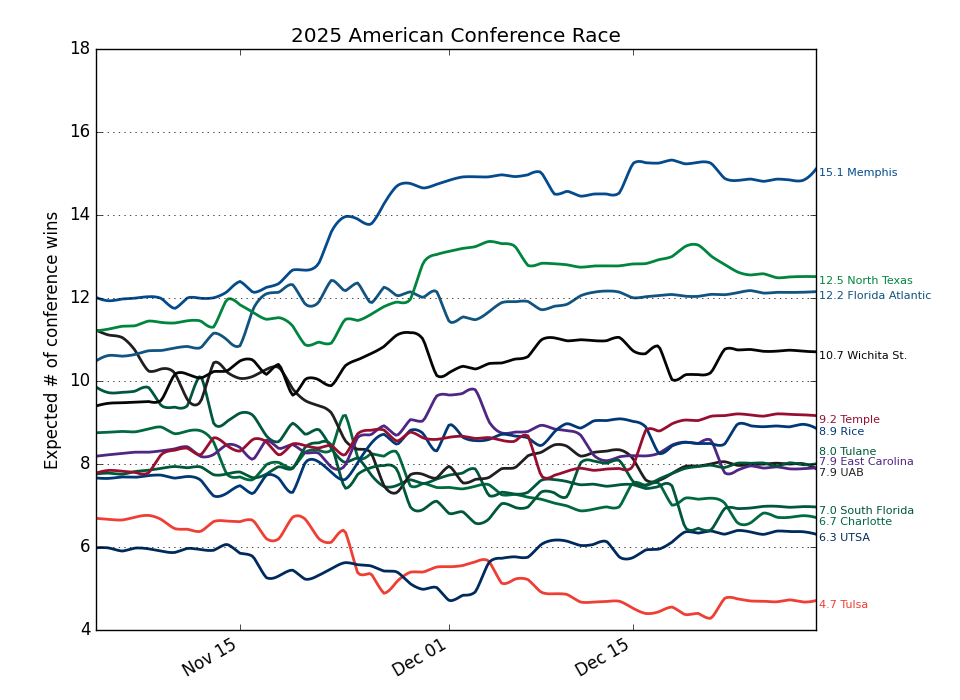 2025 American Conference Race
Expected # of conference wins
18
16
14
12
10
8
6
4
Nov 15
Dec 01
Dec 15
15.1 Memphis
12.5 North Texas
12.2 Florida Atlantic
10.7 Wichita St.
9.2 Temple
8.9 Rice
8.0 Tulane
7.9 East Carolina
7.9 UAB
7.0 South Florida
6.7 Charlotte
6.3 UTSA
4.7 Tulsa